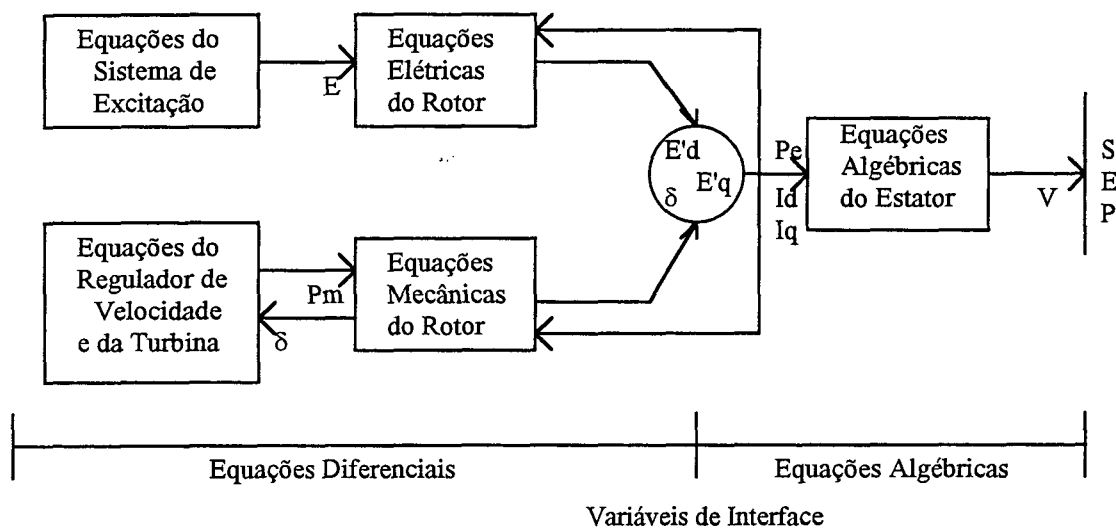 Equações do
Sistema de
Excitação
E
Equações
Elétricas
do Rotor
E'd
E'q
δ
Pe
Id
Iq
Equações
Algébricas
do Estator
V
S
E
P
Equações do
Regulador de
Velocidade
e da Turbina
Pm
δ
Equações
Mecânicas
do Rotor
Equações Diferenciais
Equações Algébricas
Variáveis de Interface